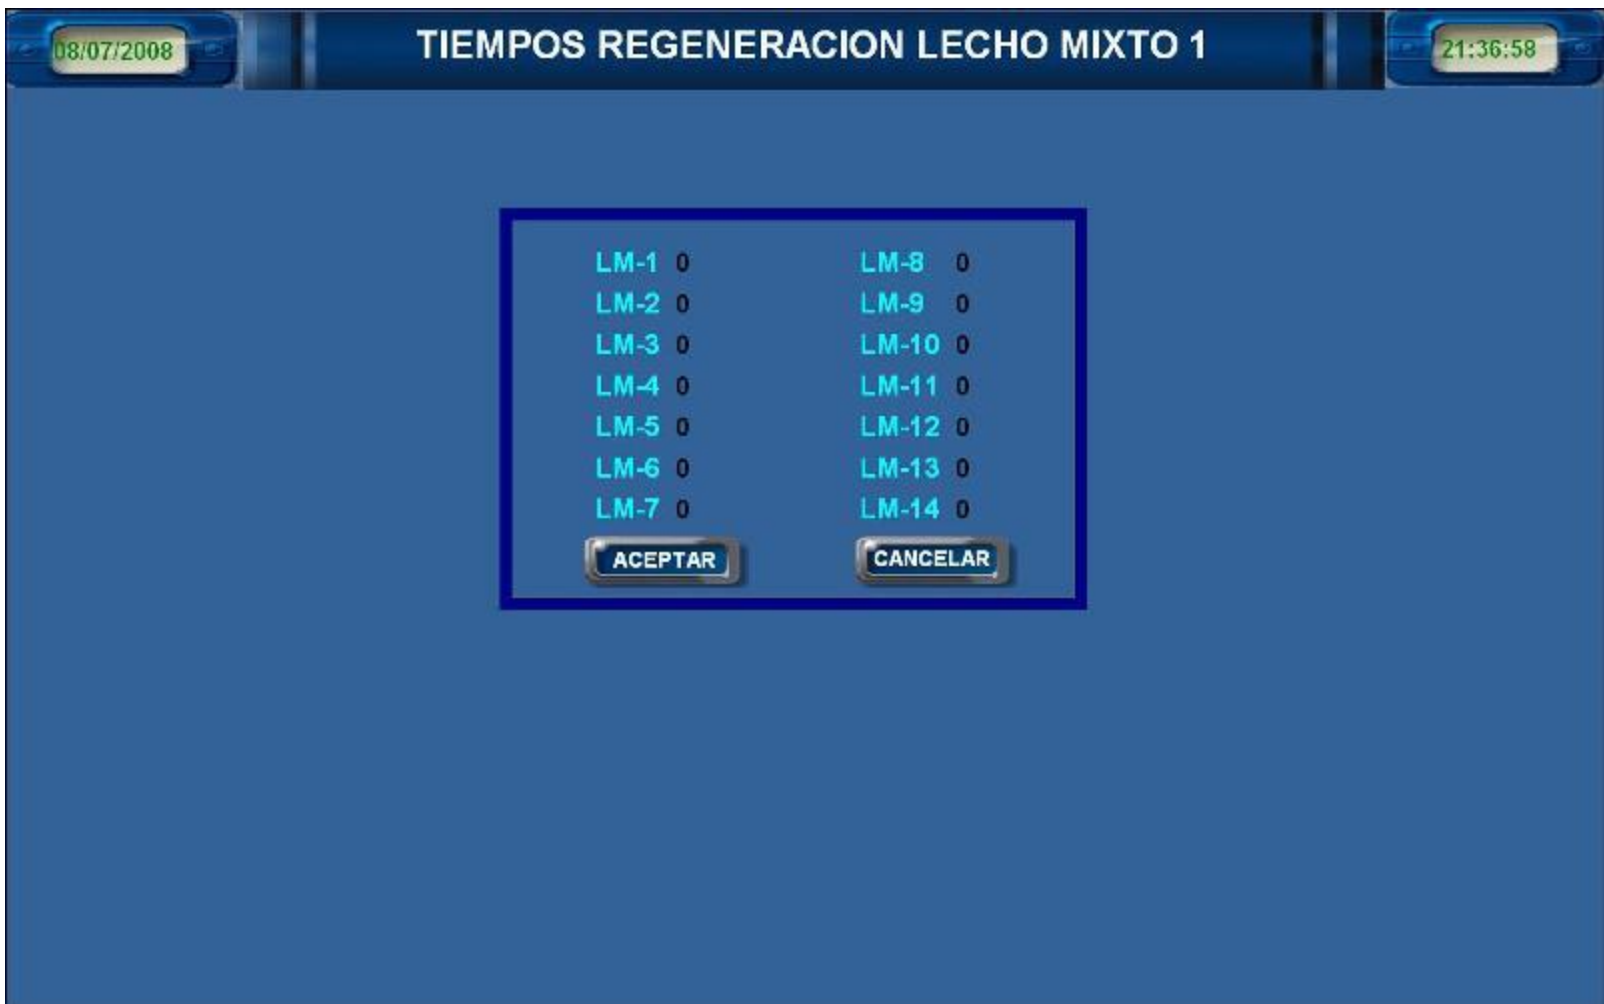 08/07/2008
TIEMPOS REGENERACION LECHO MIXTO 1
21:36:58
LM-1 0
LM-2 0
LM-3 0
LM-4 0
LM-5 0
LM-6 0
LM-7 0
ACEPTAR
LM-8 0
LM-9 0
LM-10 0
LM-11 0
LM-12 0
LM-13 0
LM-14 0
CANCELAR